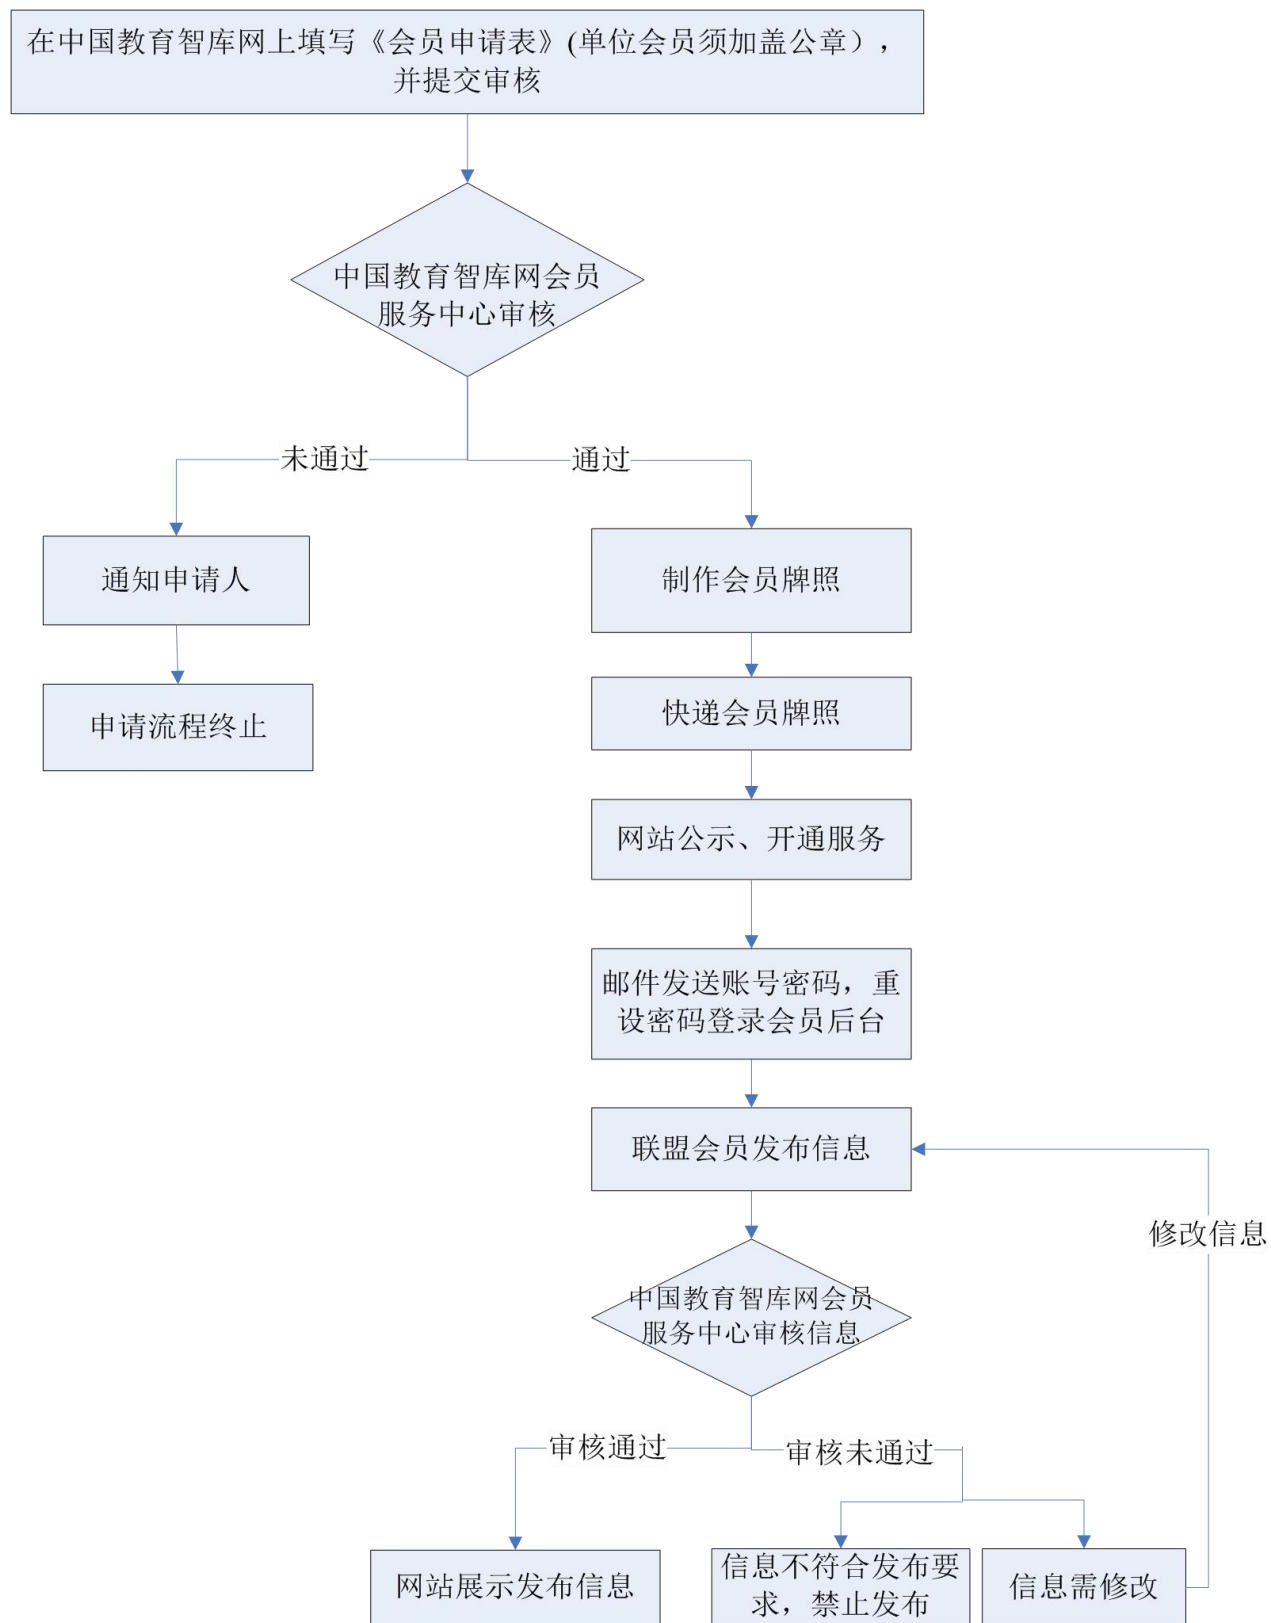 在中国教育智库网上填写《会员申请表》(单位会员须加盖公章），
并提交审核
中国教育智库网会员
服务中心审核
未通过
通过
通知申请人
制作会员牌照
申请流程终止
快递会员牌照
网站公示、开通服务
邮件发送账号密码，重
设密码登录会员后台
联盟会员发布信息
修改信息
中国教育智库网会员
服务中心审核信息
审核通过
审核未通过
网站展示发布信息
信息不符合发布要
求，禁止发布
信息需修改